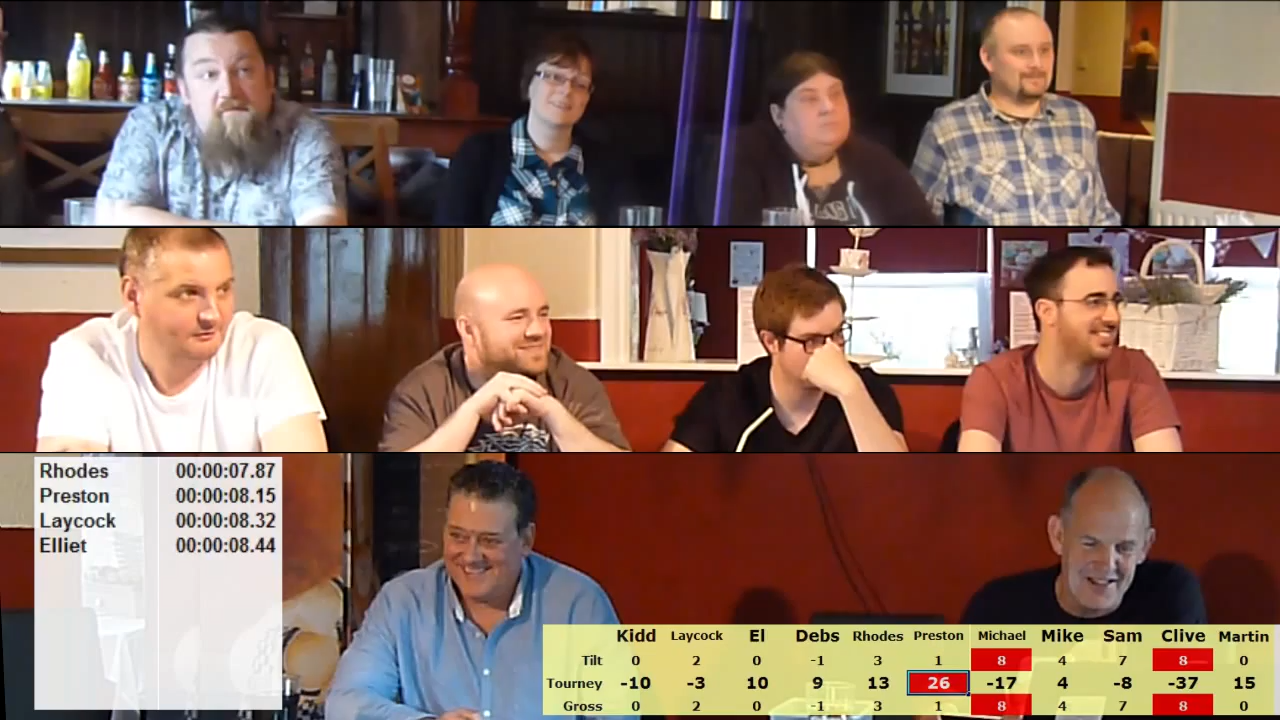 Rhodes 00:00:07.87
Preston 00:00:08.15
Laycock 00:00:08.32
Elliet 00:00:08.44
Kidd Laycock El Debs Rhodes Preston Michael Mike Sam Clive Martin
Tilt 0 2 0 -1 3 1 8 4 7 8 0
Tourney -10 -3 10 9 13 26 -17 4 -8 -37 15
Gross 0 2 0 -1 3 1 8 4 7 8 0